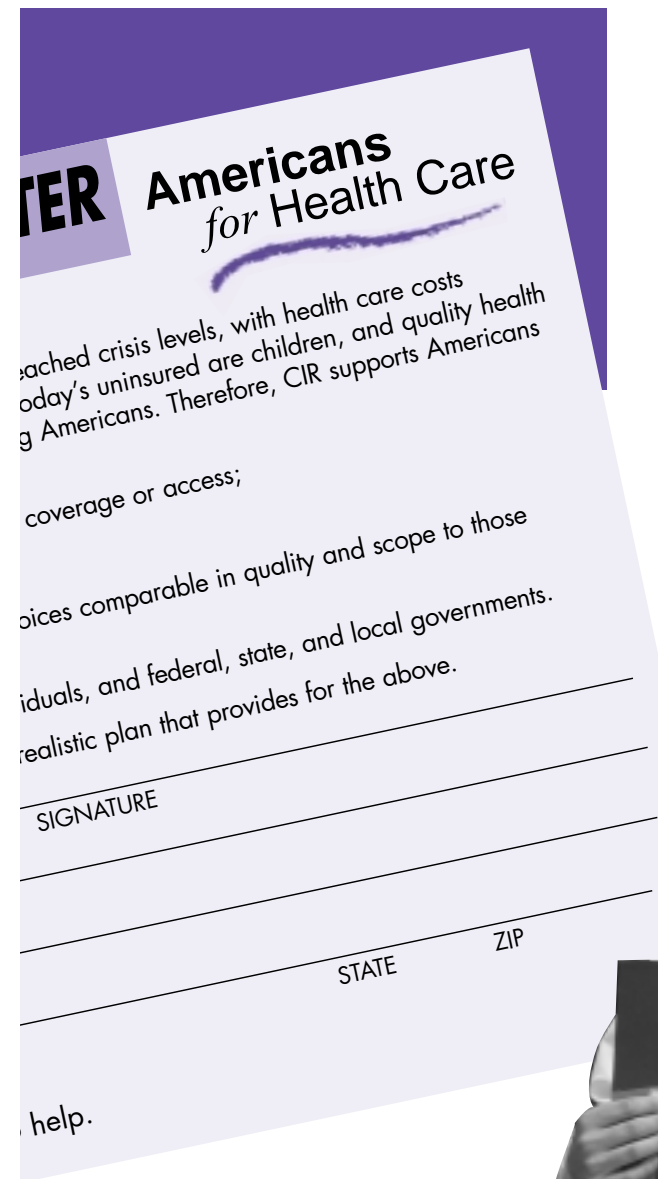 TER
Americans
for Health Care
eached crisis levels, with health care costs
oday’s uninsured are children, and quality health
g Americans. Therefore, CIR supports Americans
coverage or access;
oices comparable in quality and scope to those
iduals, and federal, state, and local governments.
realistic plan that provides for the above.
SIGNATURE
STATE ZIP
help.